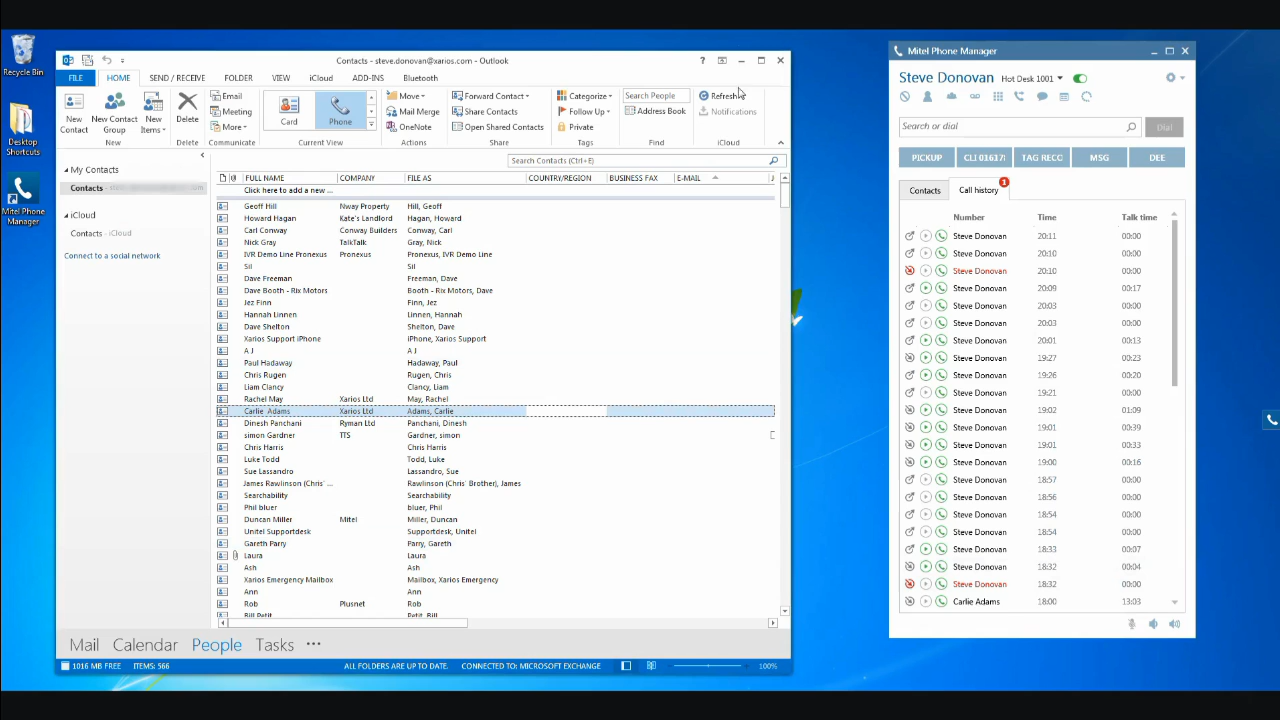 Recycle Bin
Desktop
Shortcuts
Mitel Phone
Manager
Contacts - steve.donovan@xarios.com - Outlook
FILE HOME SEND / RECEIVE FOLDER VIEW iCloud ADD-INS Bluetooth
New
Contact
New Contact
Group
New
Items
New
Delete
Delete
Email
Meeting
More
Communicate
Card
Phone
Current View
Move
Mail Merge
OneNote
Actions
Forward Contact
Share Contacts
Open Shared Contacts
Share
Categorize
Follow Up
Private
Tags
Search People
Address Book
Find
Refresh
Notifications
iCloud
My Contacts
Contacts -
iCloud
Contacts - iCloud
Connect to a social network
Search Contacts (Ctrl+E)
FULL NAME COMPANY FILE AS COUNTRY/REGION BUSINESS FAX E-MAIL
Click here to add a new ...
Geoff Hill Nway Property Hill, Geoff
Howard Hagan Kate's Landlord Hagan, Howard
Carl Conway Conway Builders Conway, Carl
Nick Gray TalkTalk Gray, Nick
IVR Demo Line Pronexus Pronexus Pronexus, IVR Demo Line
Sil Sil
Dave Freeman Freeman, Dave
Dave Booth - Rix Motors Booth - Rix Motors, Dave
Jez Finn Finn, Jez
Hannah Linnen Linnen, Hannah
Dave Shelton Shelton, Dave
Xarios Support iPhone iPhone, Xarios Support
A J A J
Paul Hadaway Hadaway, Paul
Chris Rugen Rugen, Chris
Liam Clancy Clancy, Liam
Rachel May Xarios Ltd May, Rachel
Carlie Adams Xarios Ltd Adams, Carlie
Dinesh Panchani Ryman Ltd Panchani, Dinesh
simon Gardner TTS Gardner, simon
Chris Harris Chris Harris
Luke Todd Todd, Luke
Sue Lassandro Lassandro, Sue
James Rawlinson (Chris' ... Rawlinson (Chris' Brother), James
Searchability Searchability
Phil bluer bluer, Phil
Duncan Miller Mitel Miller, Duncan
Unitel Supportdesk Supportdesk, Unitel
Gareth Parry Parry, Gareth
Laura Laura
Ash Ash
Xarios Emergency Mailbox Mailbox, Xarios Emergency
Ann Ann
Rob Plusnet Rob
Bill Petit
Mail Calendar People Tasks •••
1016 MB FREE ITEMS: 566 ALL FOLDERS ARE UP TO DATE. CONNECTED TO: MICROSOFT EXCHANGE 100%
Mitel Phone Manager
Steve Donovan Hot Desk 1001
Search or dial Dial
PICKUP CLI 01617 TAG RECO MSG DEE
Contacts Call history 1
Number Time Talk time
Steve Donovan 20:11 00:00
Steve Donovan 20:10 00:00
Steve Donovan 20:10 00:00
Steve Donovan 20:09 00:17
Steve Donovan 20:03 00:00
Steve Donovan 20:03 00:00
Steve Donovan 20:01 00:13
Steve Donovan 19:27 00:23
Steve Donovan 19:26 00:20
Steve Donovan 19:21 00:00
Steve Donovan 19:02 01:09
Steve Donovan 19:01 00:39
Steve Donovan 19:01 00:33
Steve Donovan 19:00 00:16
Steve Donovan 18:57 00:00
Steve Donovan 18:56 00:00
Steve Donovan 18:54 00:00
Steve Donovan 18:54 00:00
Steve Donovan 18:33 00:07
Steve Donovan 18:32 00:04
Steve Donovan 18:32 00:00
Carlie Adams 18:00 13:03